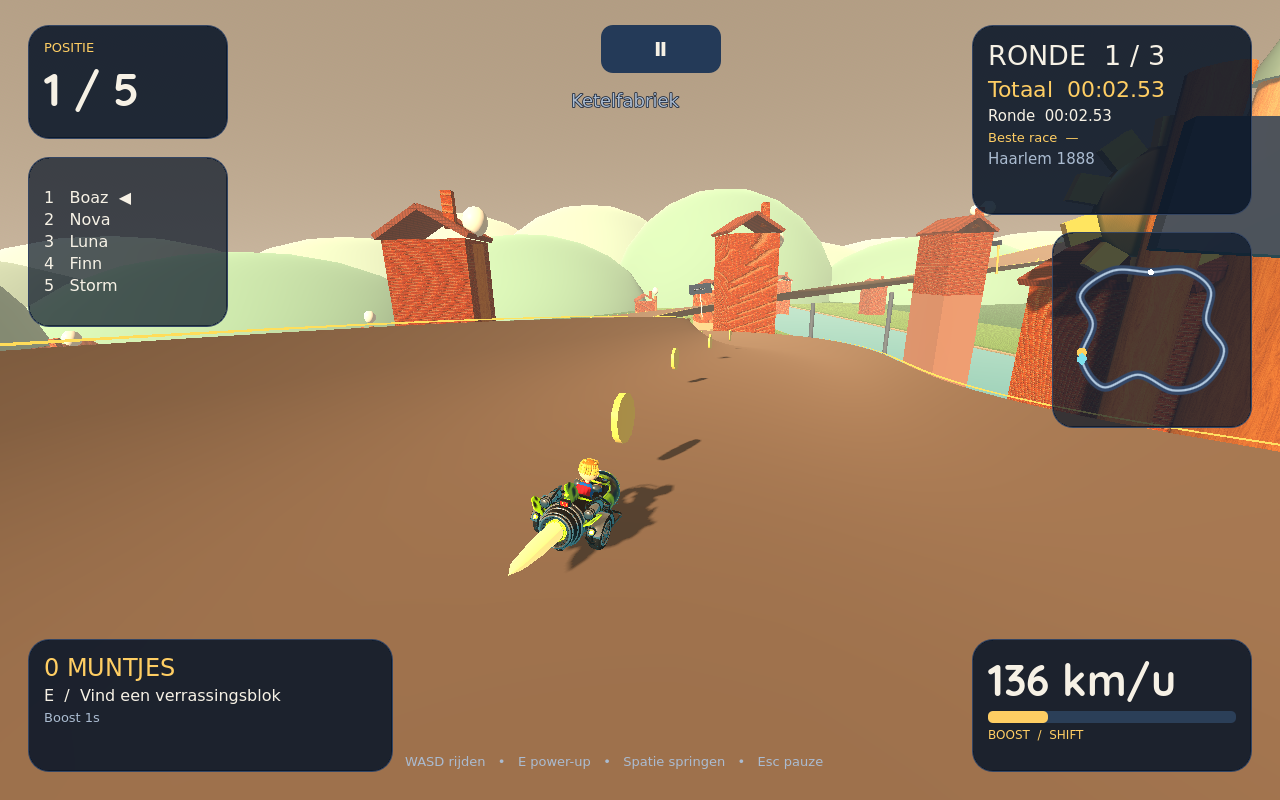 POSITIE
1 / 5
1 Boaz ◀
2 Nova
3 Luna
4 Finn
5 Storm
Ketelfabriek
RONDE 1 / 3
Totaal 00:02.53
Ronde 00:02.53
Beste race —
Haarlem 1888
0 MUNTJES
E / Vind een verrassingsblok
Boost 1s
WASD rijden • E power-up • Spatie springen • Esc pauze
136 km/u
BOOST / SHIFT